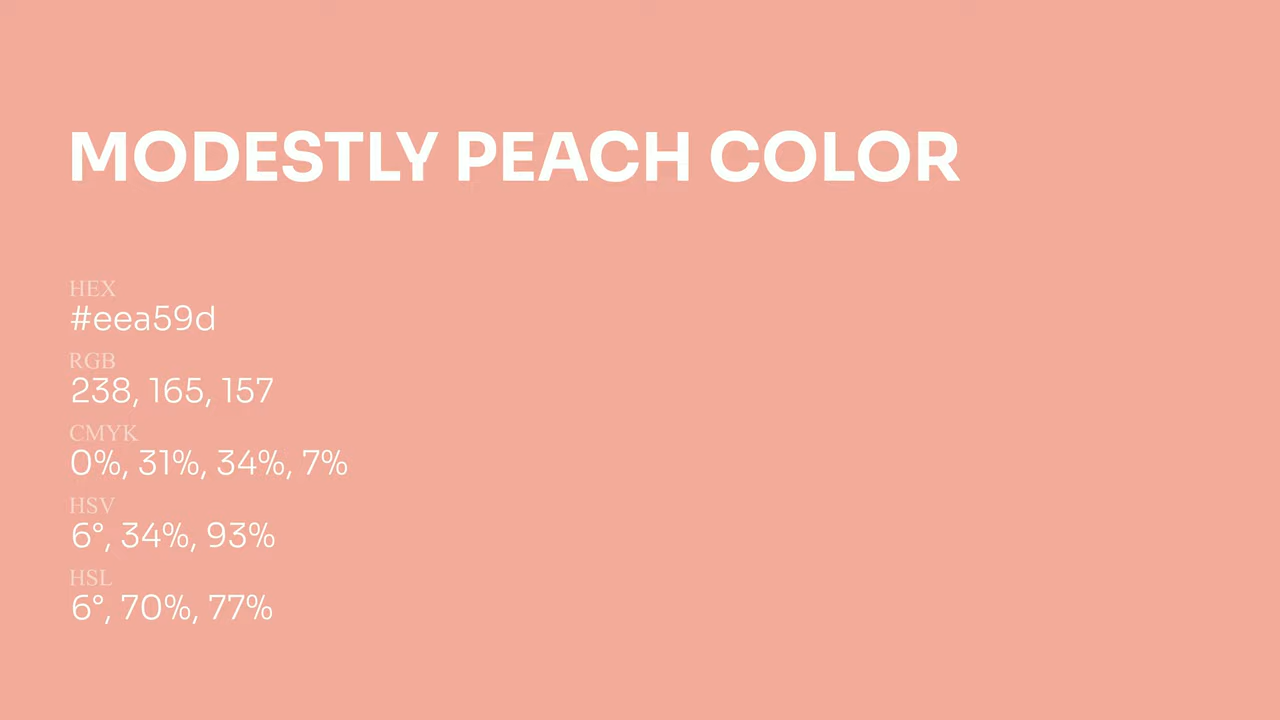 MODESTLY PEACH COLOR
HEX
#eea59d
RGB
238, 165, 157
CMYK
0%, 31%, 34%, 7%
HSV
6°, 34%, 93%
HSL
6°, 70%, 77%